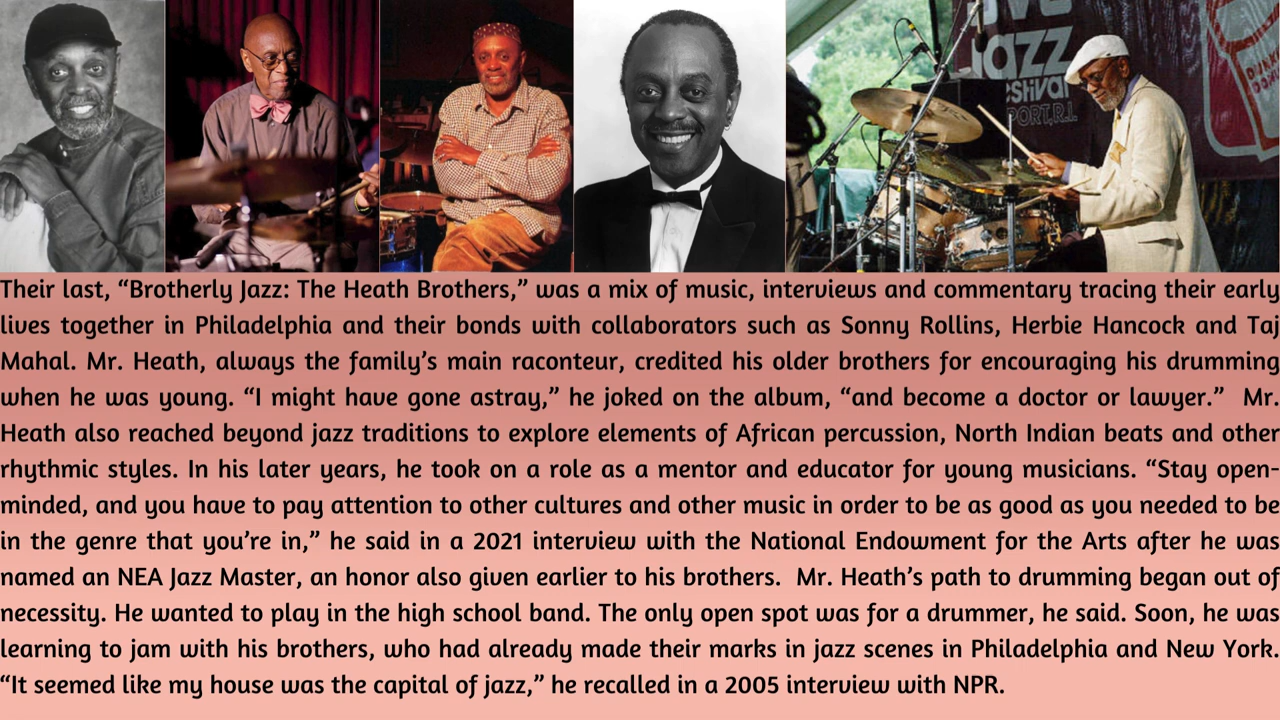 Live
Jazz
estival
PORT, R.I.
DUNKI
DON
Their last, “Brotherly Jazz: The Heath Brothers,” was a mix of music, interviews and commentary tracing their early
lives together in Philadelphia and their bonds with collaborators such as Sonny Rollins, Herbie Hancock and Taj
Mahal. Mr. Heath, always the family’s main raconteur, credited his older brothers for encouraging his drumming
when he was young. “I might have gone astray,” he joked on the album, “and become a doctor or lawyer.”  Mr.
Heath also reached beyond jazz traditions to explore elements of African percussion, North Indian beats and other
rhythmic styles. In his later years, he took on a role as a mentor and educator for young musicians. “Stay open-
minded, and you have to pay attention to other cultures and other music in order to be as good as you needed to be
in the genre that you’re in,” he said in a 2021 interview with the National Endowment for the Arts after he was
named an NEA Jazz Master, an honor also given earlier to his brothers.  Mr. Heath’s path to drumming began out of
necessity. He wanted to play in the high school band. The only open spot was for a drummer, he said. Soon, he was
learning to jam with his brothers, who had already made their marks in jazz scenes in Philadelphia and New York.
“It seemed like my house was the capital of jazz,” he recalled in a 2005 interview with NPR.